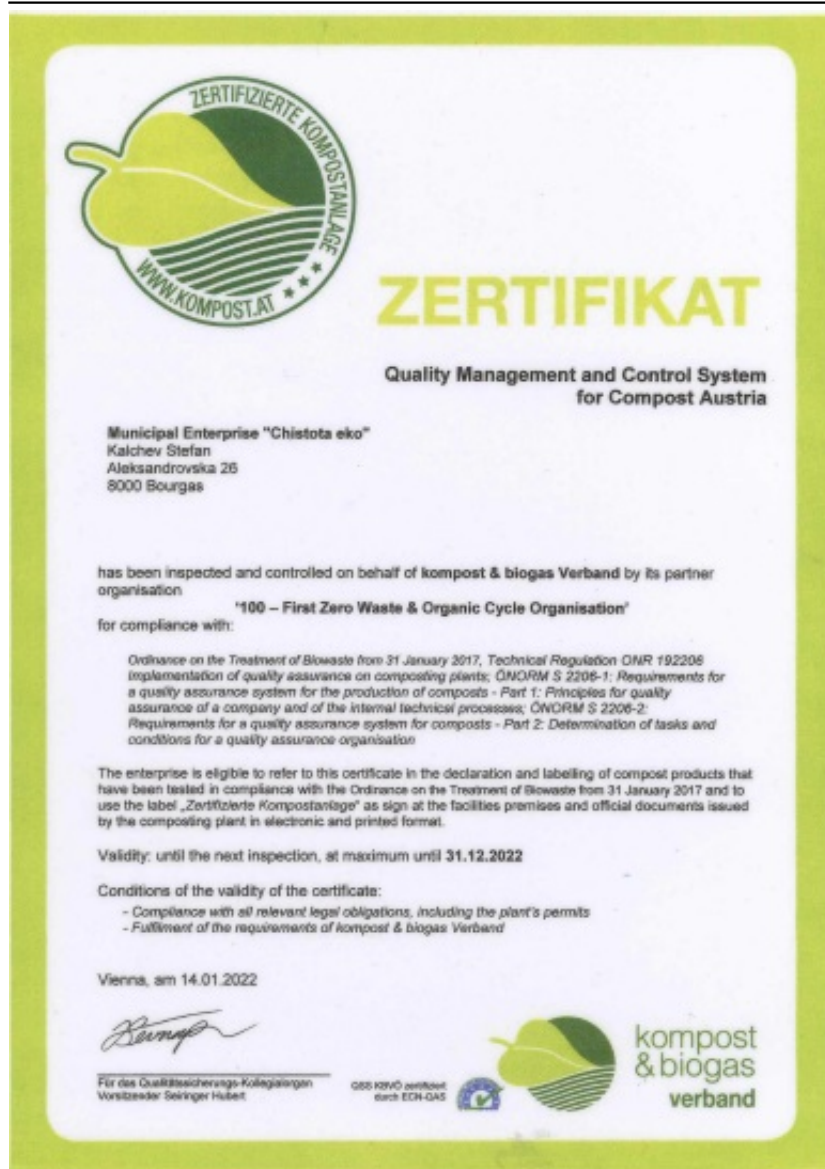 ZERTIFIZIERTE KOMPOSTANLAGE
WWW.KOMPOST.AT
ZERTIFIKAT
Quality Management and Control System
for Compost Austria
Municipal Enterprise "Chistota eko"
Kalchev Stefan
Aleksandrovska 26
8000 Bourgas
has been inspected and controlled on behalf of kompost & biogas Verband by its partner
organisation
'100 – First Zero Waste & Organic Cycle Organisation'
for compliance with:
Ordinance on the Treatment of Biowaste from 31 January 2017, Technical Regulation ONR 192206
Implementation of quality assurance on composting plants; ÖNORM S 2206-1: Requirements for
a quality assurance system for the production of composts - Part 1: Principles for quality
assurance of a company and of the internal technical processes; ÖNORM S 2206-2:
Requirements for a quality assurance system for composts - Part 2: Determination of tasks and
conditions for a quality assurance organisation
The enterprise is eligible to refer to this certificate in the declaration and labelling of compost products that
have been tested in compliance with the Ordinance on the Treatment of Biowaste from 31 January 2017 and to
use the label „Zertifizierte Kompostanlage" as sign at the facilities premises and official documents issued
by the composting plant in electronic and printed format.
Validity: until the next inspection, at maximum until 31.12.2022
Conditions of the validity of the certificate:
- Compliance with all relevant legal obligations, including the plant's permits
- Fulfilment of the requirements of kompost & biogas Verband
Vienna, am 14.01.2022
Für das Qualitätssicherungs-Kollegialorgan
Vorsitzender Seiringer Hubert
QSS KBVÖ zertifiziert
durch ECN-QAS
kompost
& biogas
verband